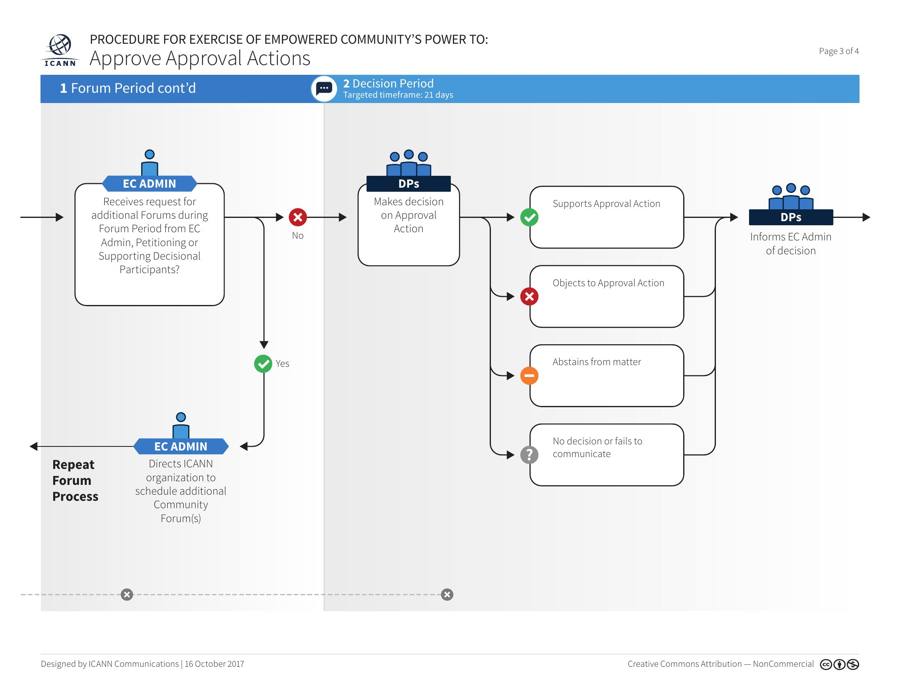 PROCEDURE FOR EXERCISE OF EMPOWERED COMMUNITY'S POWER TO:
Approve Approval Actions
ICANN
Page 3 of 4
1 Forum Period cont'd
2 Decision Period
Targeted timeframe: 21 days
EC ADMIN
Receives request for
additional Forums during
Forum Period from EC
Admin, Petitioning or
Supporting Decisional
Participants?
No
Yes
EC ADMIN
Directs ICANN
organization to
schedule additional
Community
Forum(s)
Repeat
Forum
Process
DPs
Makes decision
on Approval
Action
Supports Approval Action
Objects to Approval Action
Abstains from matter
No decision or fails to
communicate
DPs
Informs EC Admin
of decision
Designed by ICANN Communications | 16 October 2017
Creative Commons Attribution — NonCommercial